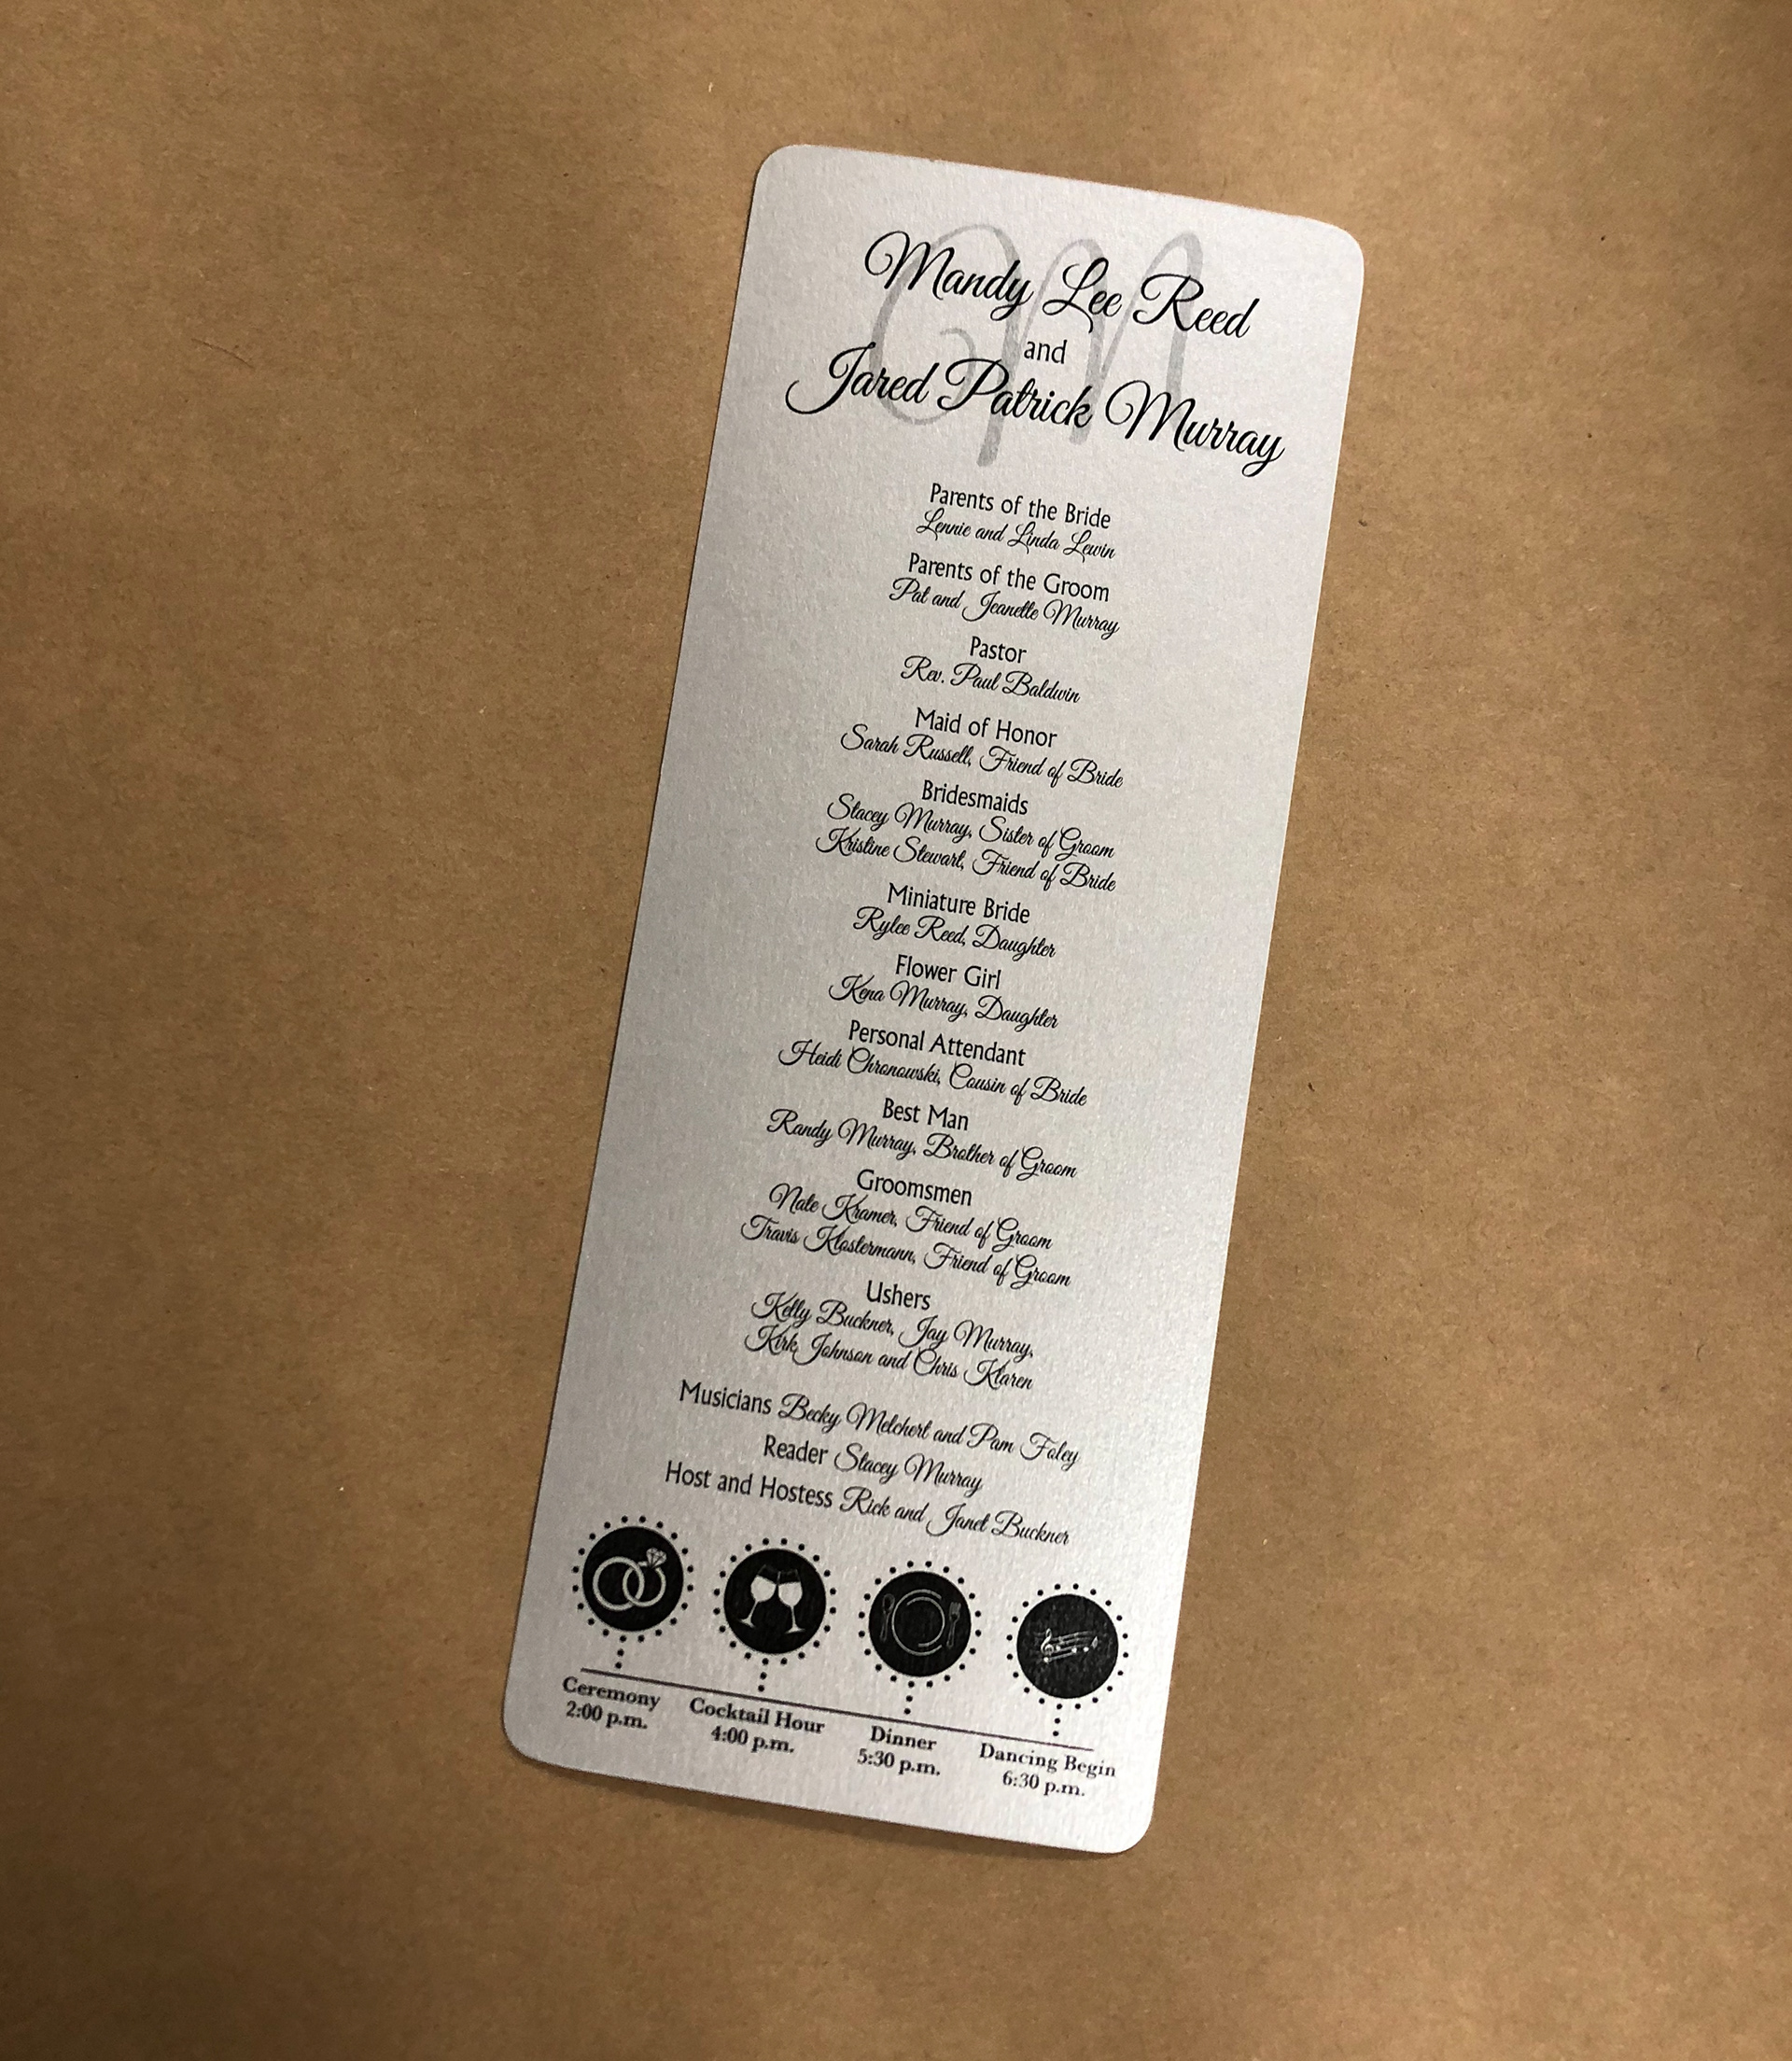 M
Mandy Lee Reed
and
Jared Patrick Murray
Parents of the Bride
Lennie and Linda Lewin
Parents of the Groom
Pat and Jeanette Murray
Pastor
Rev. Paul Baldwin
Maid of Honor
Sarah Russell, Friend of Bride
Bridesmaids
Stacey Murray, Sister of Groom
Kristine Stewart, Friend of Bride
Miniature Bride
Rylee Reed, Daughter
Flower Girl
Kena Murray, Daughter
Personal Attendant
Heidi Chronowski, Cousin of Bride
Best Man
Randy Murray, Brother of Groom
Groomsmen
Nate Kramer, Friend of Groom
Travis Klostermann, Friend of Groom
Ushers
Kelly Buckner, Jay Murray,
Kirk Johnson and Chris Klaren
Musicians Becky Melchert and Pam Foley
Reader Stacey Murray
Host and Hostess Rick and Janet Buckner
Ceremony
2:00 p.m.
Cocktail Hour
4:00 p.m.
Dinner
5:30 p.m.
Dancing Begin
6:30 p.m.